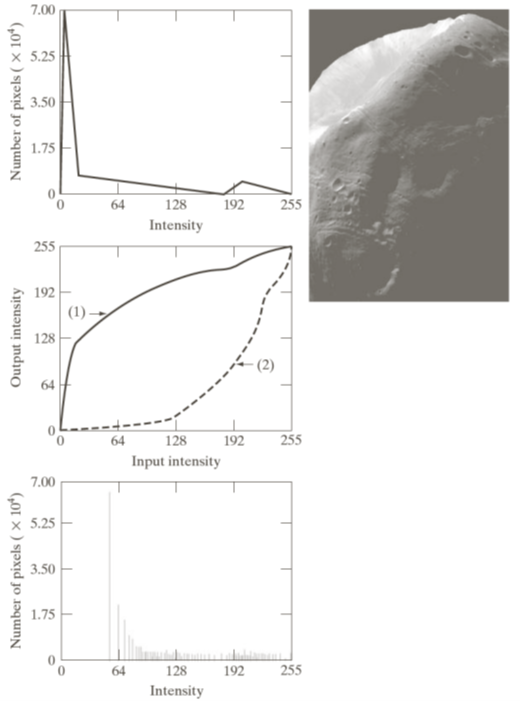 7.00
5.25
3.50
1.75
0
Number of pixels ( × 10⁴)
0 64 128 192 255
Intensity
255
192
128
64
0
Output intensity
(1)
(2)
0 64 128 192 255
Input intensity
7.00
5.25
3.50
1.75
0
Number of pixels ( × 10⁴)
0 64 128 192 255
Intensity